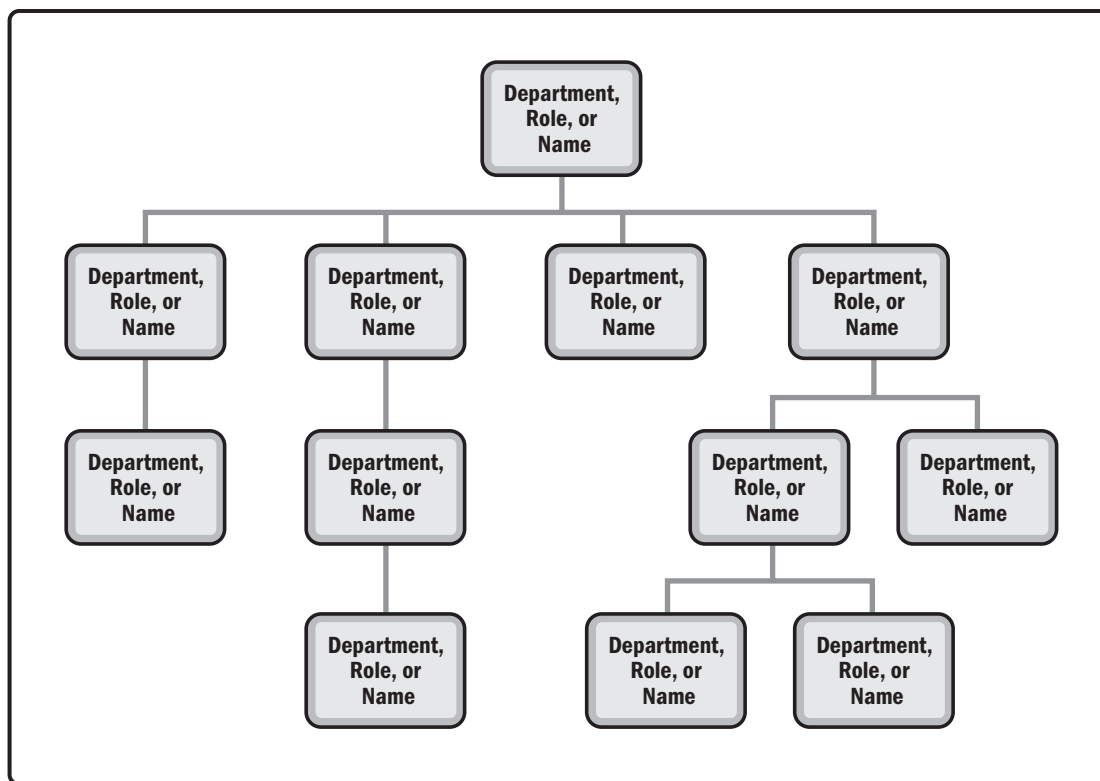 Department,
Role, or
Name
Department,
Role, or
Name
Department,
Role, or
Name
Department,
Role, or
Name
Department,
Role, or
Name
Department,
Role, or
Name
Department,
Role, or
Name
Department,
Role, or
Name
Department,
Role, or
Name
Department,
Role, or
Name
Department,
Role, or
Name
Department,
Role, or
Name